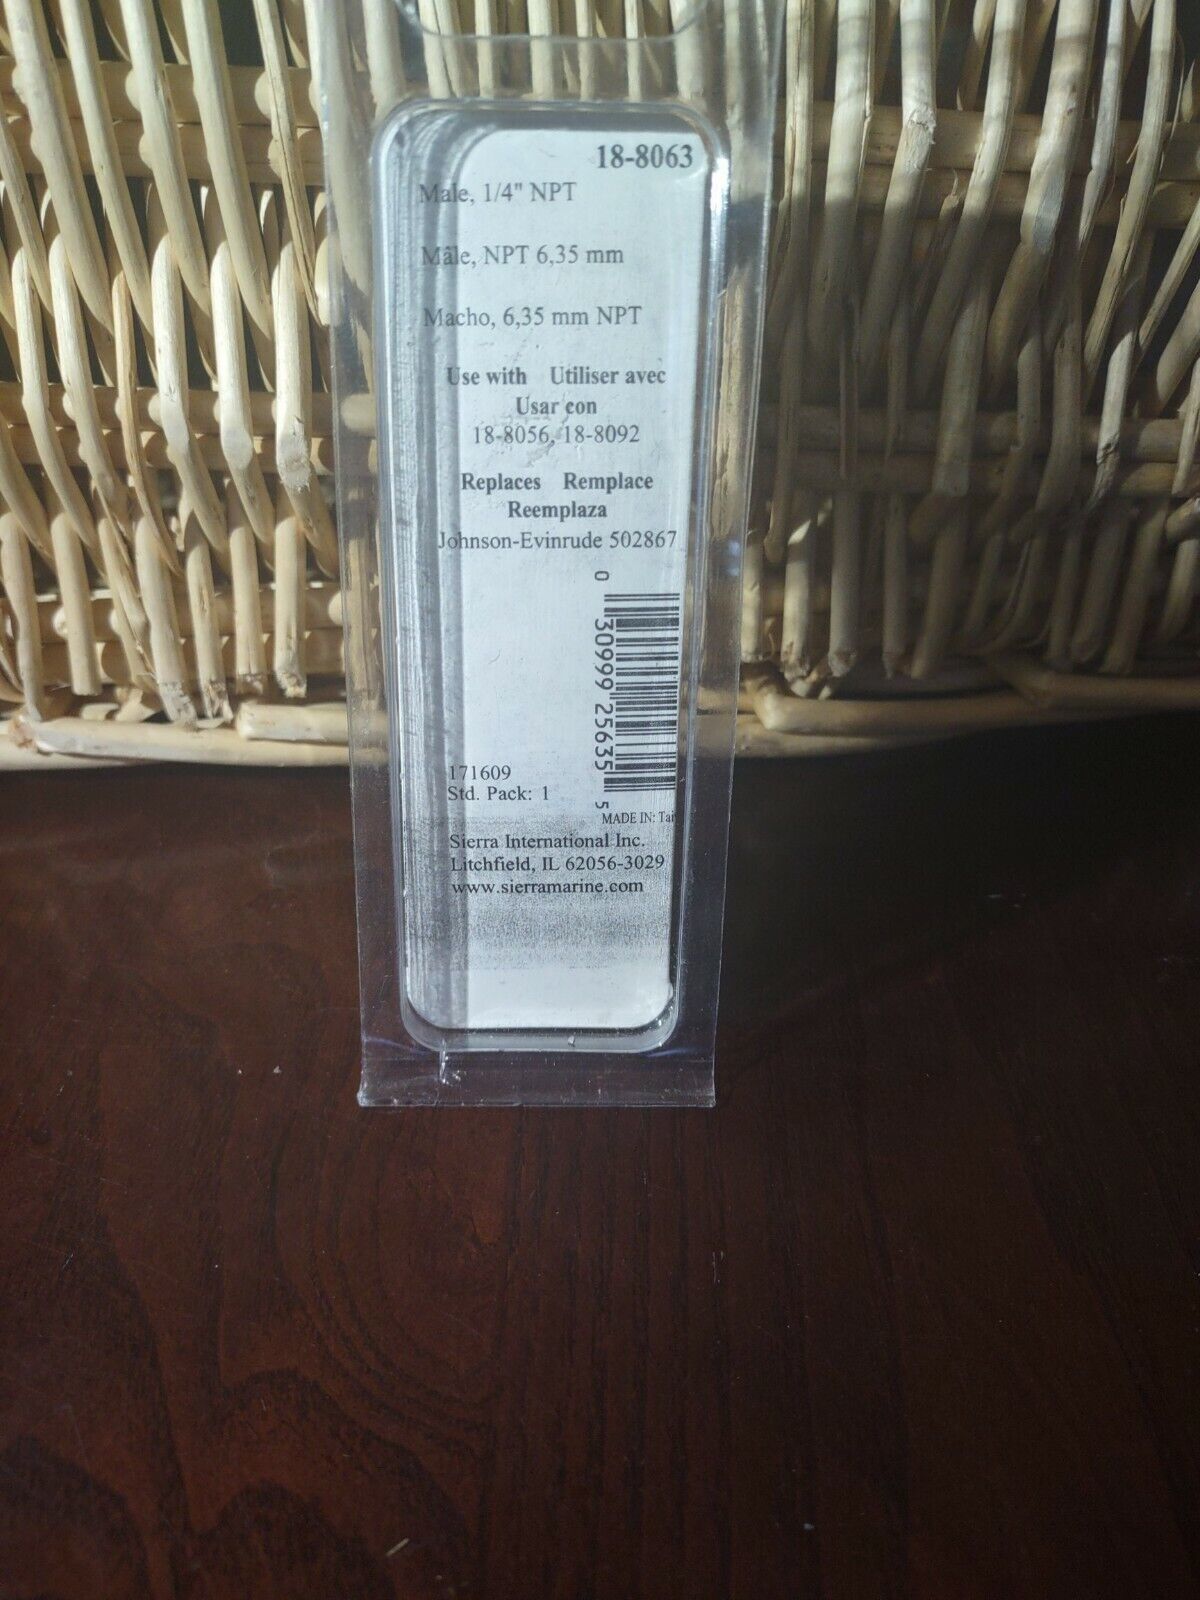 18-8063
Male, 1/4" NPT
Mâle, NPT 6,35 mm
Macho, 6,35 mm NPT
Use with Utiliser avec
Usar con
18-8056, 18-8092
Replaces Remplace
Reemplaza
Johnson-Evinrude 502867
0 30999 25635 5
171609
Std. Pack: 1
MADE IN:
Sierra International Inc.
Litchfield, IL 62056-3029
www.sierramarine.com